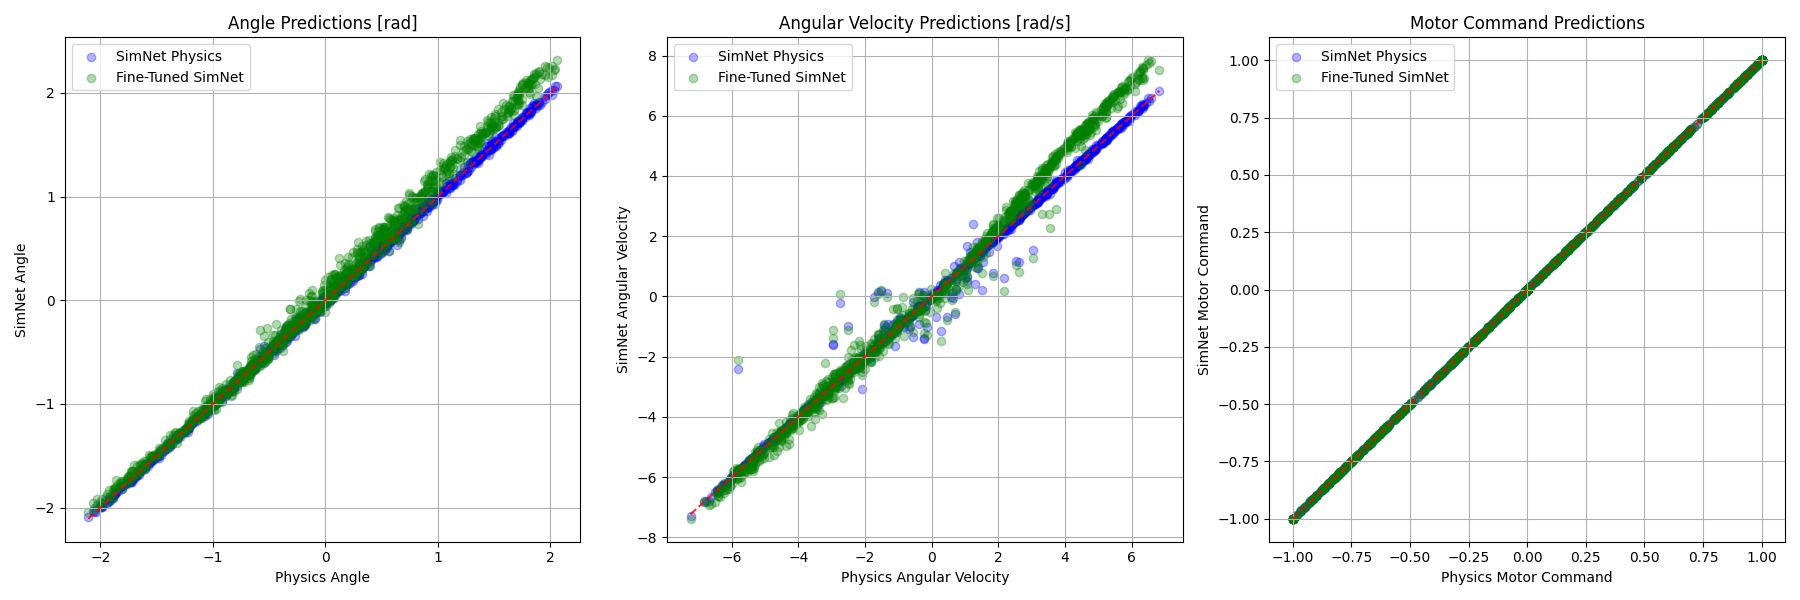 Angle Predictions [rad]
SimNet Physics
Fine-Tuned SimNet
2
1
0
−1
−2
−2
−1
0
1
2
SimNet Angle
Physics Angle
Angular Velocity Predictions [rad/s]
SimNet Physics
Fine-Tuned SimNet
8
6
4
2
0
−2
−4
−6
−8
−6
−4
−2
0
2
4
6
SimNet Angular Velocity
Physics Angular Velocity
Motor Command Predictions
SimNet Physics
Fine-Tuned SimNet
1.00
0.75
0.50
0.25
0.00
−0.25
−0.50
−0.75
−1.00
−1.00
−0.75
−0.50
−0.25
0.00
0.25
0.50
0.75
1.00
SimNet Motor Command
Physics Motor Command